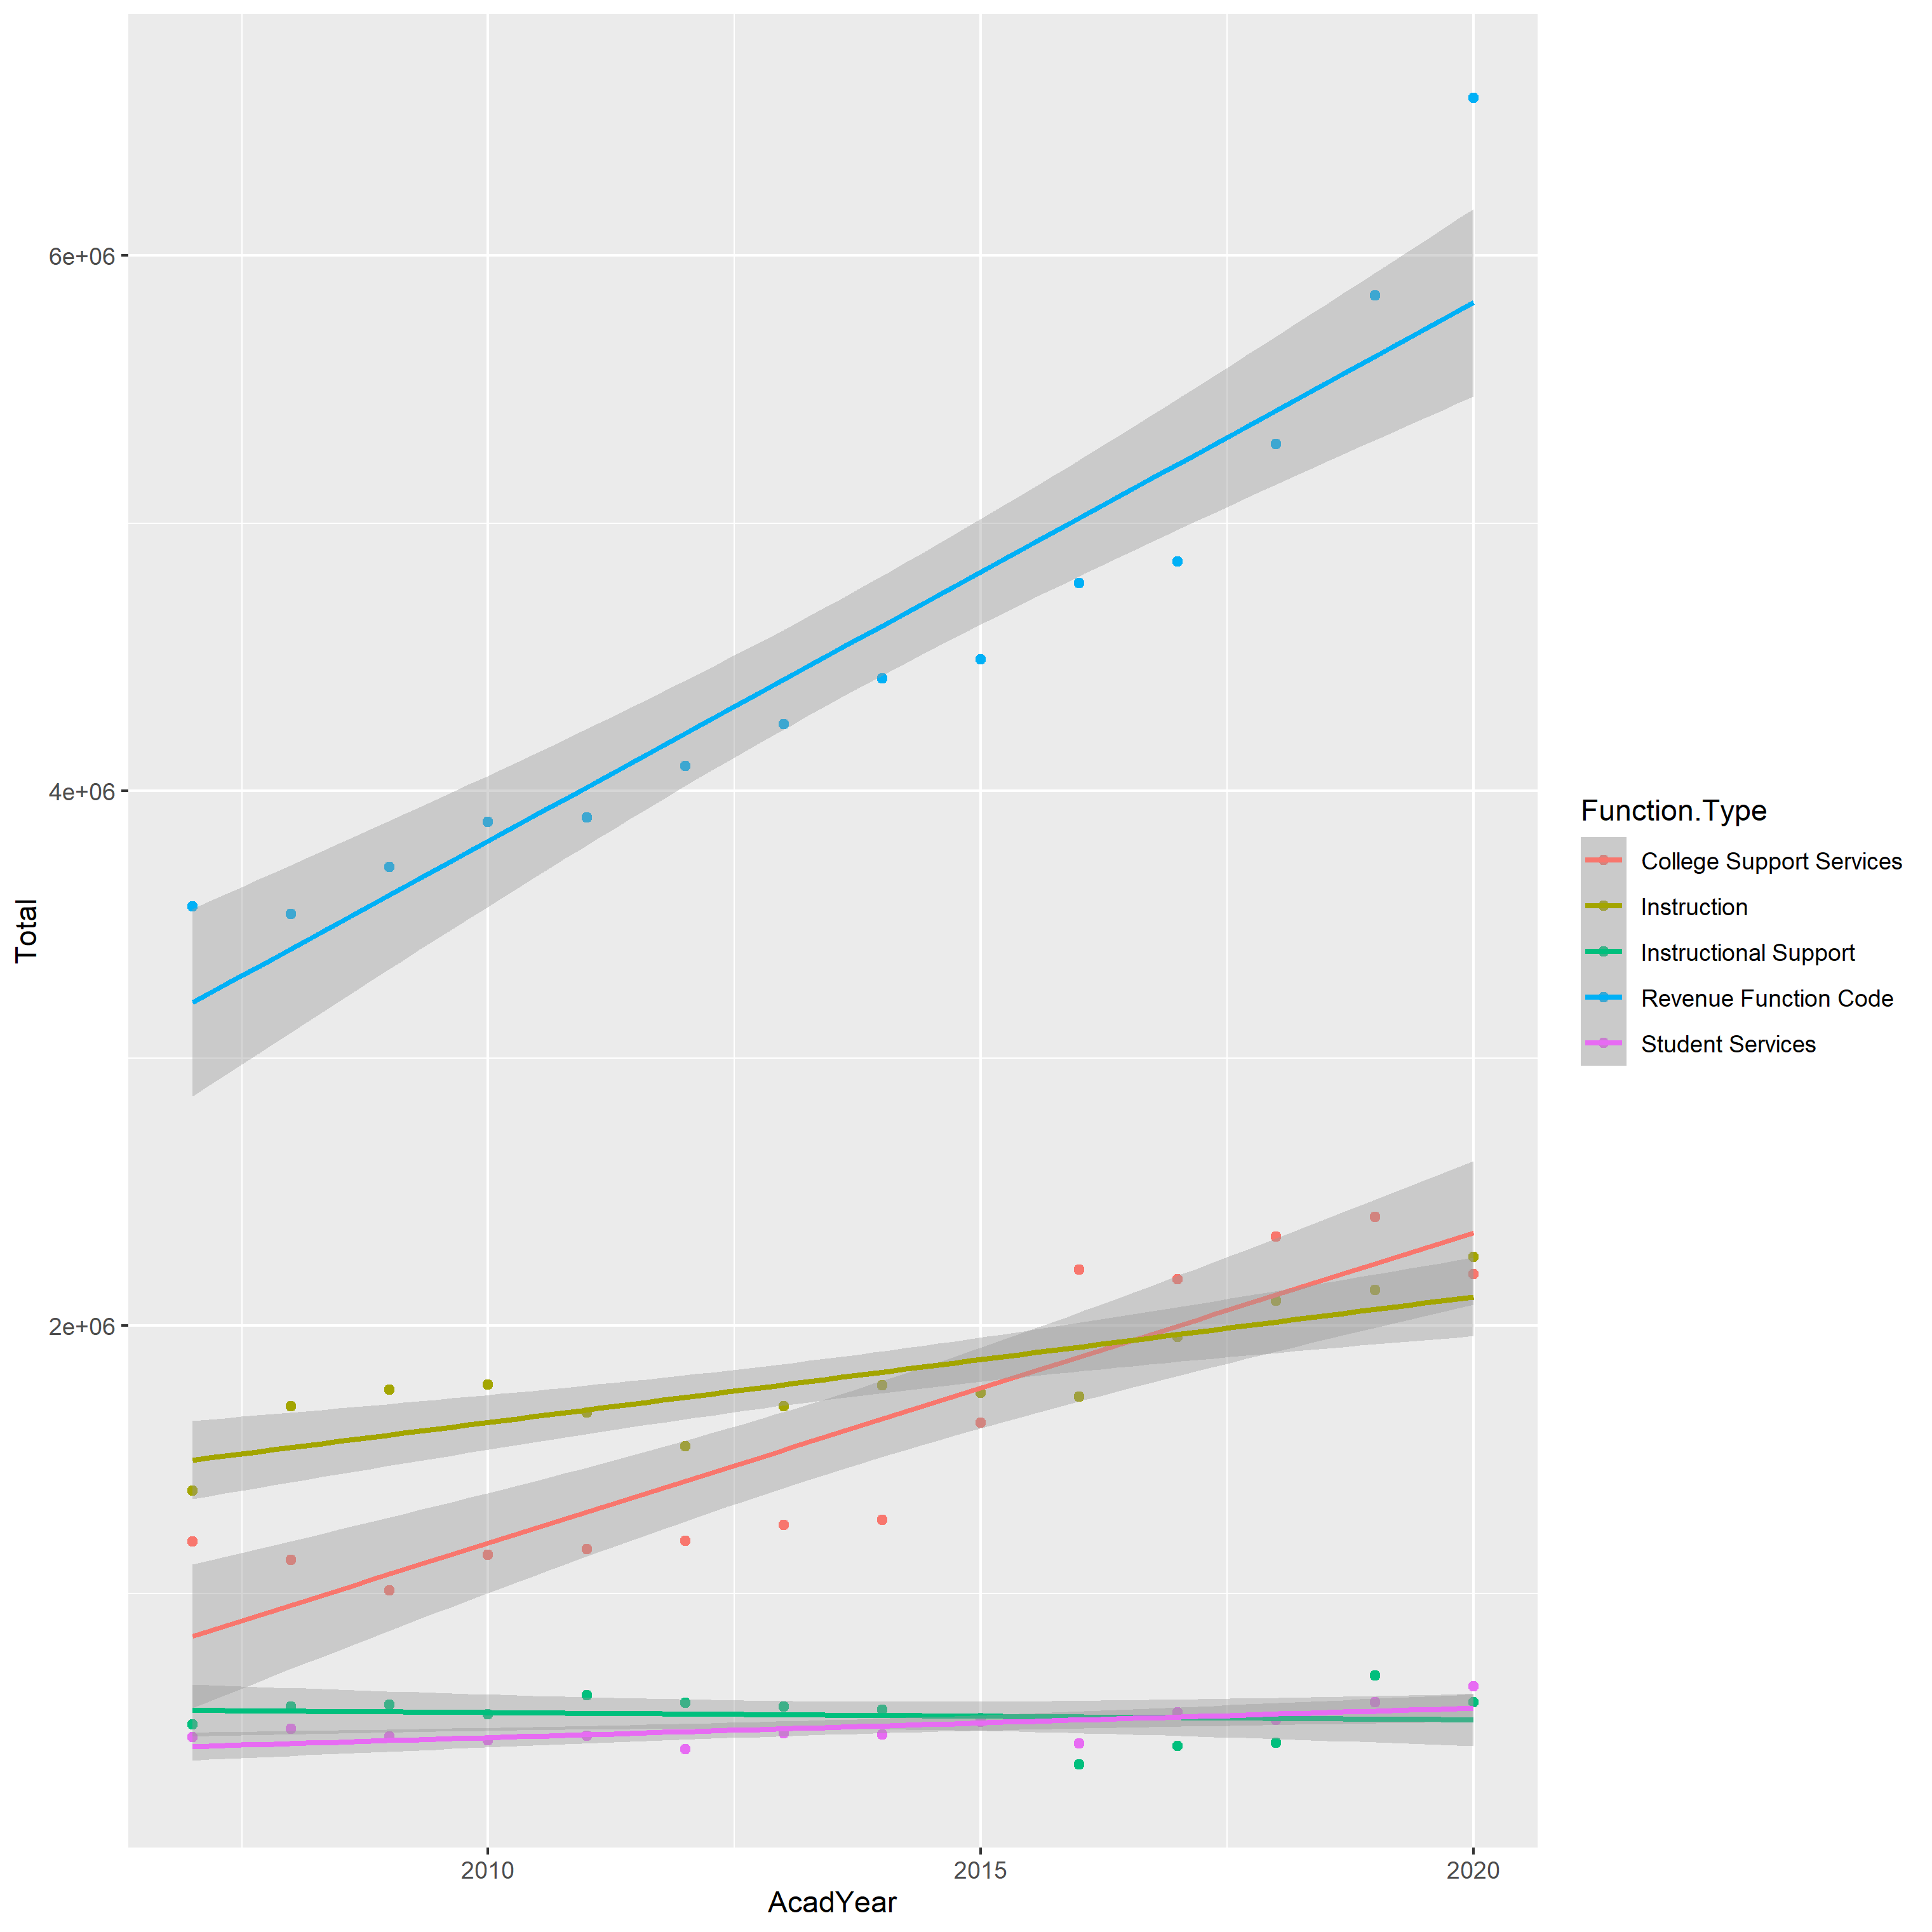 6e+06
4e+06
2e+06
Total
2010
2015
2020
AcadYear
Function.Type
College Support Services
Instruction
Instructional Support
Revenue Function Code
Student Services